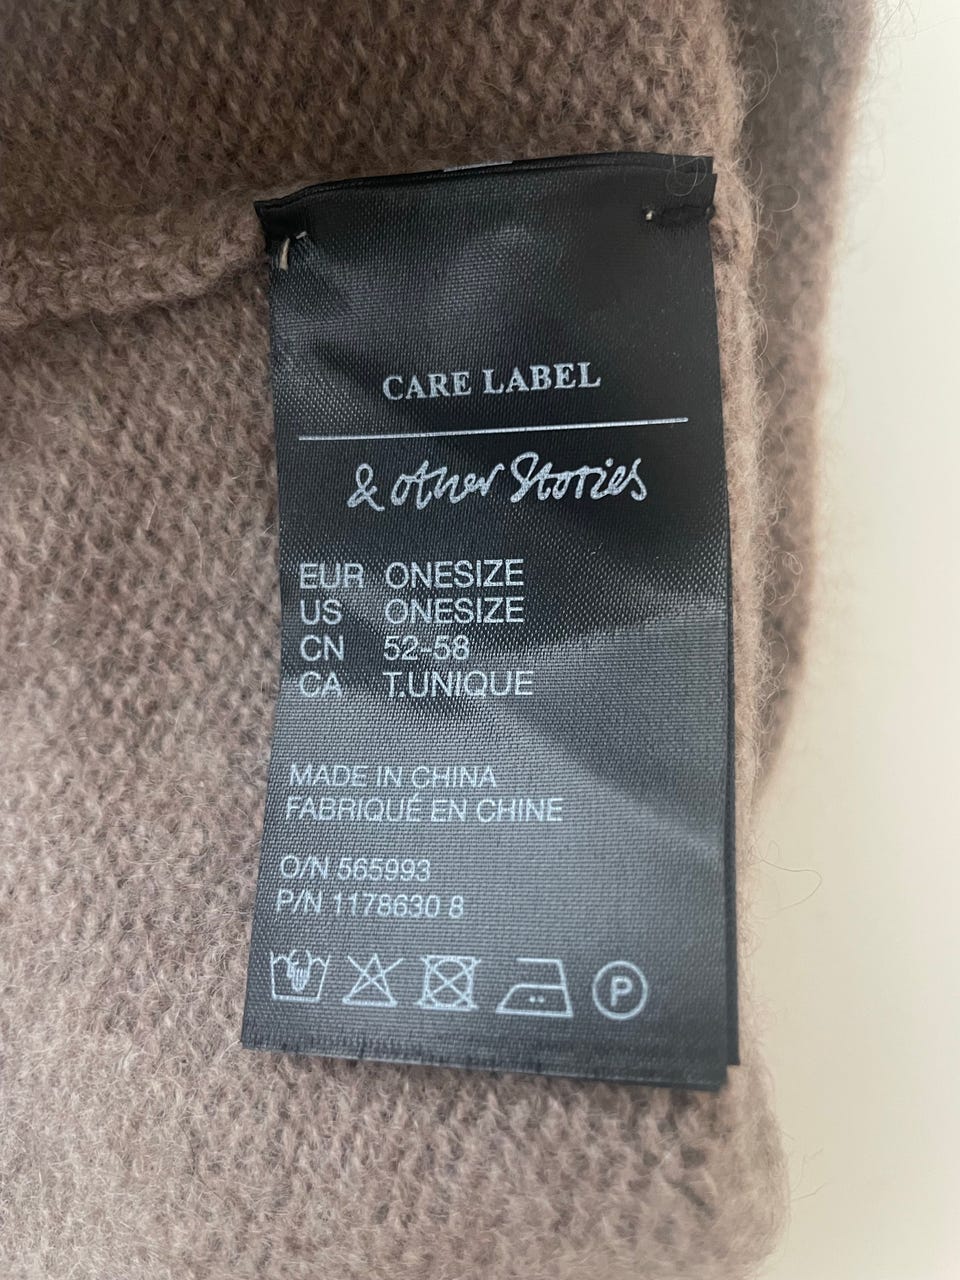 CARE LABEL
& other Stories
EUR ONESIZE
US ONESIZE
CN 52-58
CA T.UNIQUE
MADE IN CHINA
FABRIQUÉ EN CHINE
O/N 565993
P/N 1178630 8
P